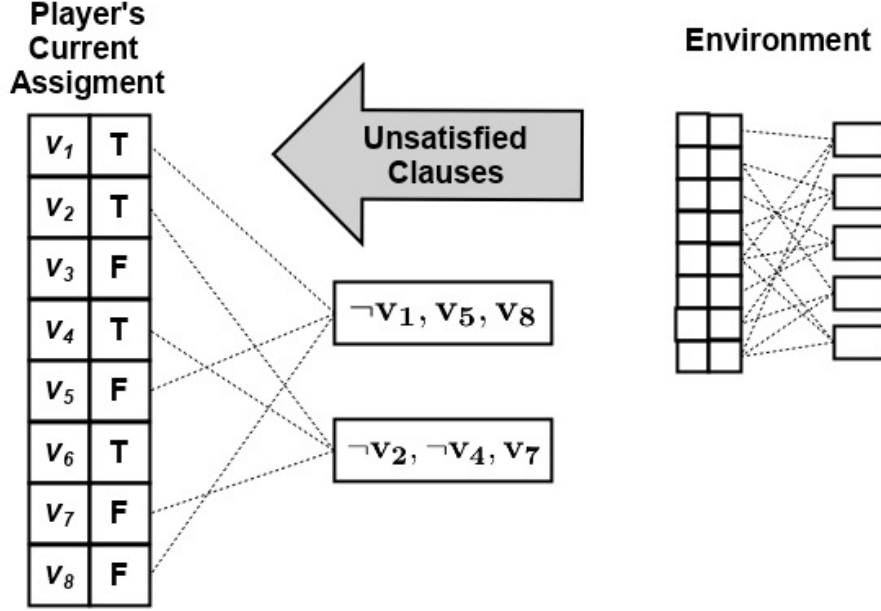 Player's
Current
Assigment
Environment
Unsatisfied
Clauses
v₁ T
v₂ T
v₃ F
v₄ T
v₅ F
v₆ T
v₇ F
v₈ F
¬v₁, v₅, v₈
¬v₂, ¬v₄, v₇